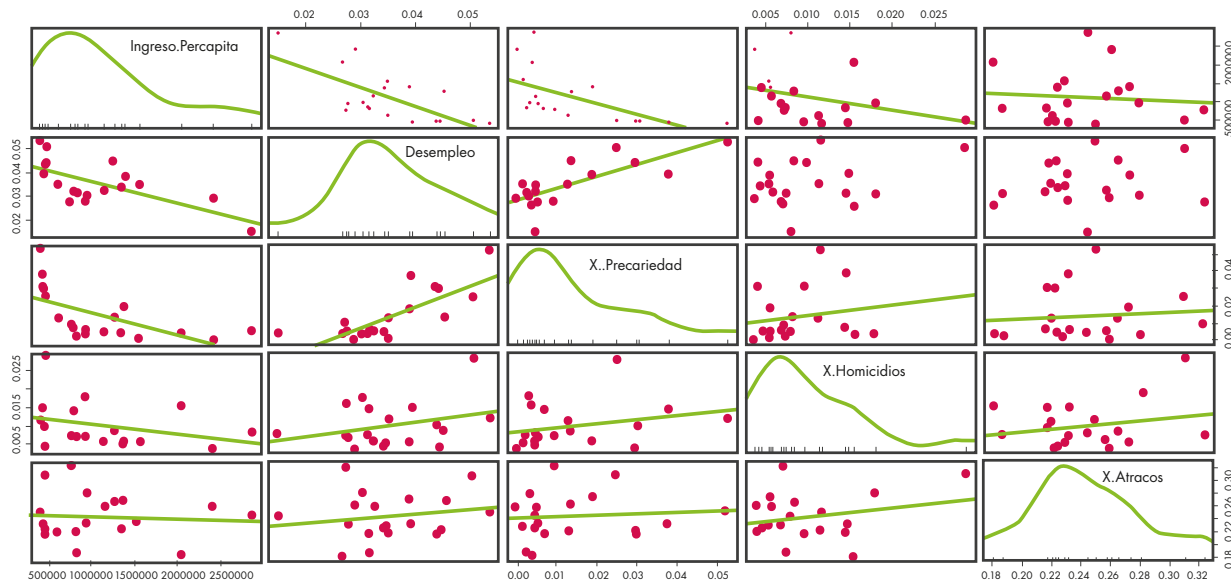 0.02 0.03 0.04 0.05
0.005 0.015 0.020 0.025
Ingreso.Percapita
500000 2000000
0.02 0.03 0.04 0.05
Desempleo
X..Precariedad
0.00 0.02 0.04
0.005 0.015 0.025
X.Homicidios
X.Atracos
0.18 0.22 0.26 0.30
500000 1000000 1500000 2000000 2500000
0.00 0.01 0.02 0.03 0.04 0.05
0.18 0.20 0.22 0.24 0.26 0.28 0.30 0.32